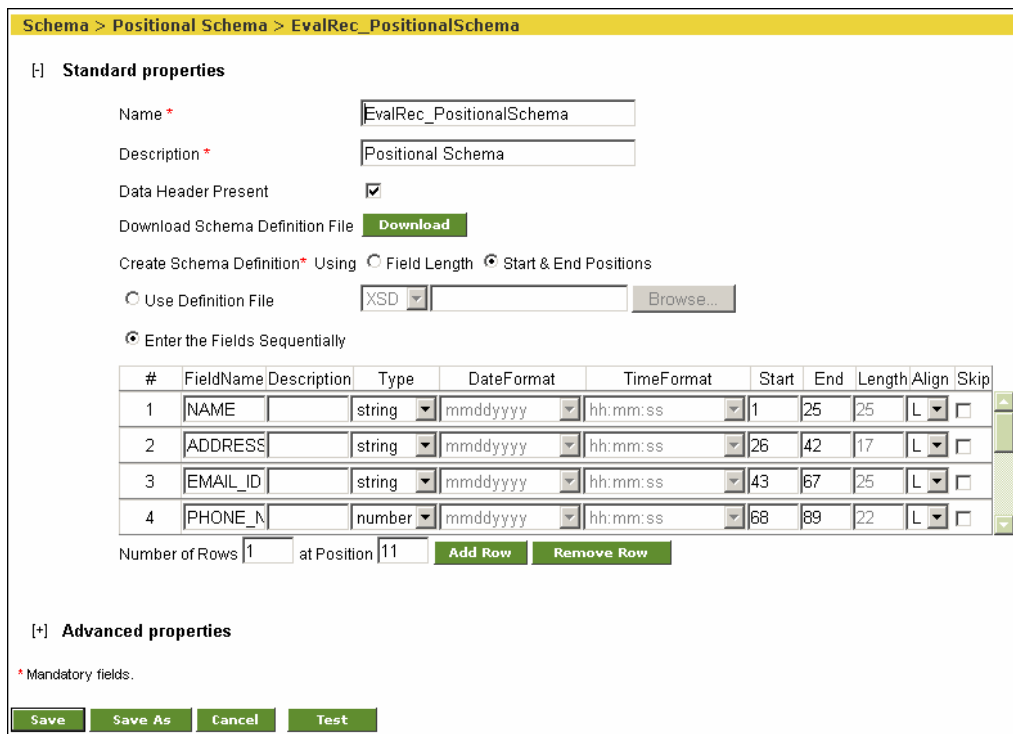 Schema > Positional Schema > EvalRec_PositionalSchema
[-] Standard properties
Name * EvalRec_PositionalSchema
Description * Positional Schema
Data Header Present
Download Schema Definition File Download
Create Schema Definition* Using Field Length Start & End Positions
Use Definition File XSD Browse...
Enter the Fields Sequentially
# FieldName Description Type DateFormat TimeFormat Start End Length Align Skip
1 NAME string mmddyyyy hh:mm:ss 1 25 25 L
2 ADDRESS string mmddyyyy hh:mm:ss 26 42 17 L
3 EMAIL_ID string mmddyyyy hh:mm:ss 43 67 25 L
4 PHONE_N number mmddyyyy hh:mm:ss 68 89 22 L
Number of Rows 1 at Position 11 Add Row Remove Row
[+] Advanced properties
* Mandatory fields.
Save Save As Cancel Test